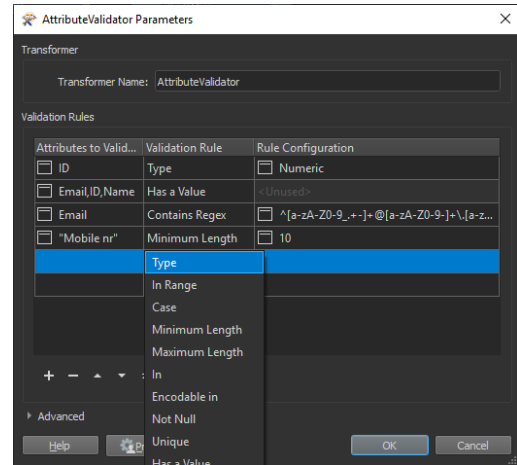 AttributeValidator Parameters
Transformer
Transformer Name: AttributeValidator
Validation Rules
Attributes to Valid... Validation Rule Rule Configuration
ID Type Numeric
Email,ID,Name Has a Value <Unused>
Email Contains Regex ^[a-zA-Z0-9_.+-]+@[a-zA-Z0-9-]+\.[a-z...
"Mobile nr" Minimum Length 10
Type
In Range
Case
Minimum Length
Maximum Length
In
Encodable in
Not Null
Advanced
Unique
Help OK Cancel
Has a Value